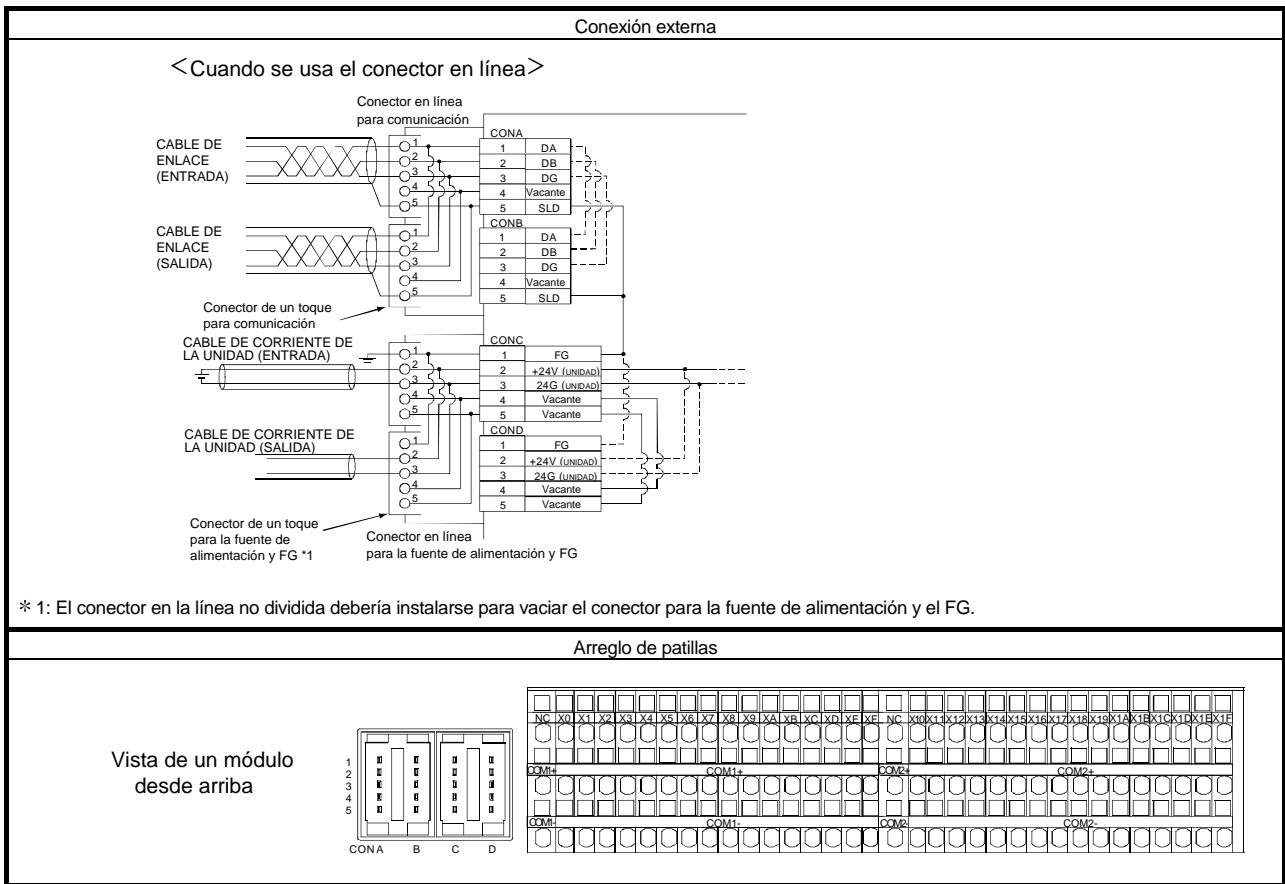 Conexión externa
<Cuando se usa el conector en línea>
Conector en línea
para comunicación
CABLE DE
ENLACE
(ENTRADA)
1
2
3
4
5
CONA
1 DA
2 DB
3 DG
4 Vacante
5 SLD
CABLE DE
ENLACE
(SALIDA)
1
2
3
4
5
CONB
1 DA
2 DB
3 DG
4 Vacante
5 SLD
Conector de un toque
para comunicación
CABLE DE CORRIENTE DE
LA UNIDAD (ENTRADA)
1
2
3
4
5
CONC
1 FG
2 +24V (UNIDAD)
3 24G (UNIDAD)
4 Vacante
5 Vacante
CABLE DE CORRIENTE DE
LA UNIDAD (SALIDA)
1
2
3
4
5
COND
1 FG
2 +24V (UNIDAD)
3 24G (UNIDAD)
4 Vacante
5 Vacante
Conector de un toque
para la fuente de
alimentación y FG *1
Conector en línea
para la fuente de alimentación y FG
* 1: El conector en la línea no dividida debería instalarse para vaciar el conector para la fuente de alimentación y el FG.
Arreglo de patillas
Vista de un módulo
desde arriba
1
2
3
4
5
CON A B C D
NC X0 X1 X2 X3 X4 X5 X6 X7 X8 X9 XA XB XC XD XE XF NC X10 X11 X12 X13 X14 X15 X16 X17 X18 X19 X1A X1B X1C X1D X1E X1F
COM1+ COM1+ COM2+ COM2+
COM1- COM1- COM2- COM2-